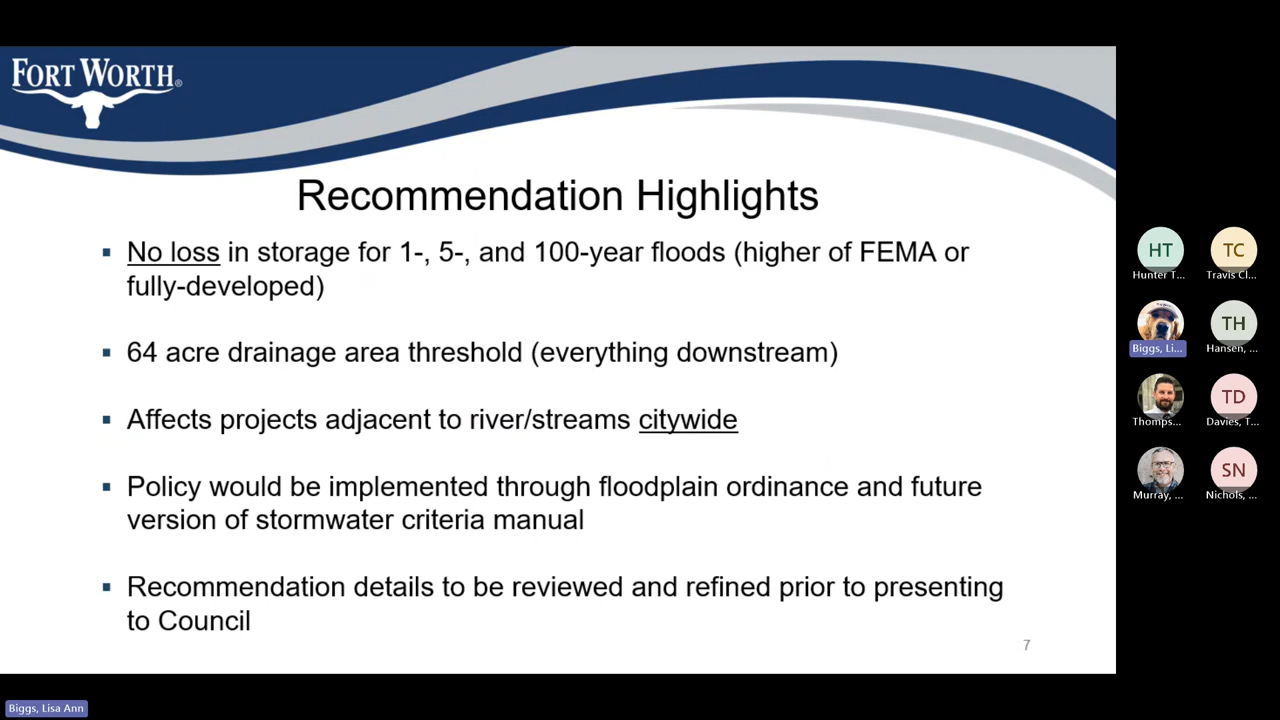 FORT WORTH®
Recommendation Highlights
▪ No loss in storage for 1-, 5-, and 100-year floods (higher of FEMA or
fully-developed)
▪ 64 acre drainage area threshold (everything downstream)
▪ Affects projects adjacent to river/streams citywide
▪ Policy would be implemented through floodplain ordinance and future
version of stormwater criteria manual
▪ Recommendation details to be reviewed and refined prior to presenting
to Council
7
HT
Hunter T...
TC
Travis Cl...
Biggs, Li...
TH
Hansen, ...
Thomps...
TD
Davies, T...
Murray, ...
SN
Nichols, ...
Biggs, Lisa Ann